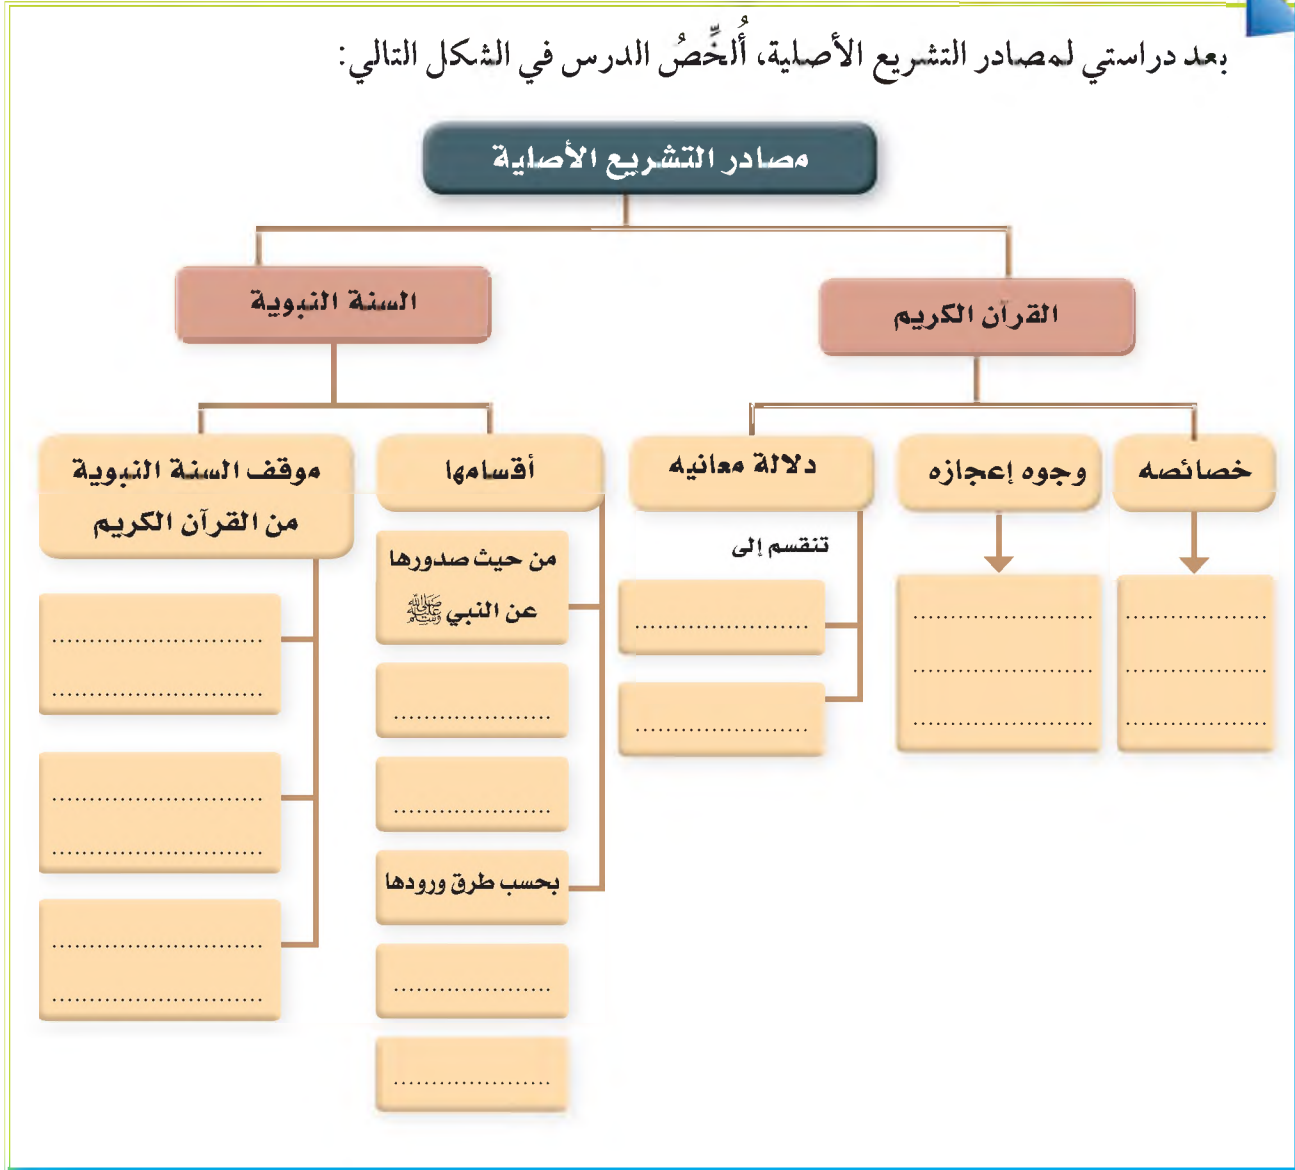 بعد دراستي لمصادر التشريع الأصلية، أُلخِّصُ الدرس في الشكل التالي:
مصادر التشريع الأصلية
القرآن الكريم
السنة النبوية
خصائصه
وجوه إعجازه
دلالة معانيه
أقسامها
موقف السنة النبوية
من القرآن الكريم
......................
......................
......................
......................
......................
......................
تنقسم إلى
......................
......................
من حيث صدورها
عن النبي ﷺ
......................
......................
بحسب طرق ورودها
......................
......................
......................
......................
......................
......................
......................
......................